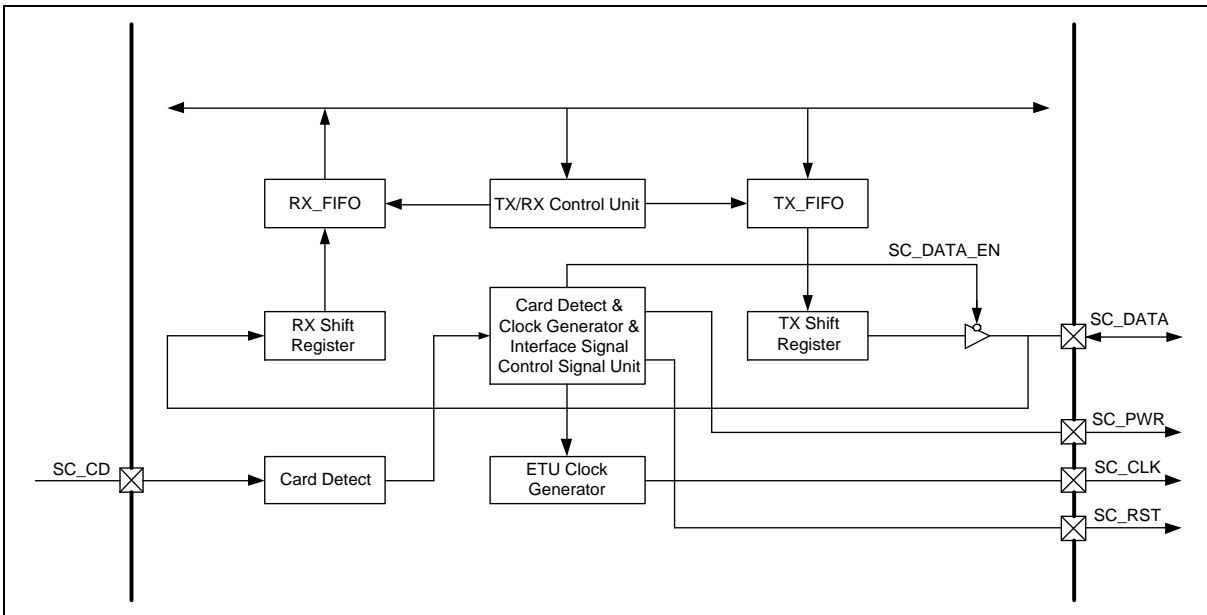 RX_FIFO
TX/RX Control Unit
TX_FIFO
SC_DATA_EN
RX Shift
Register
Card Detect &
Clock Generator &
Interface Signal
Control Signal Unit
TX Shift
Register
SC_DATA
SC_PWR
SC_CD
Card Detect
ETU Clock
Generator
SC_CLK
SC_RST